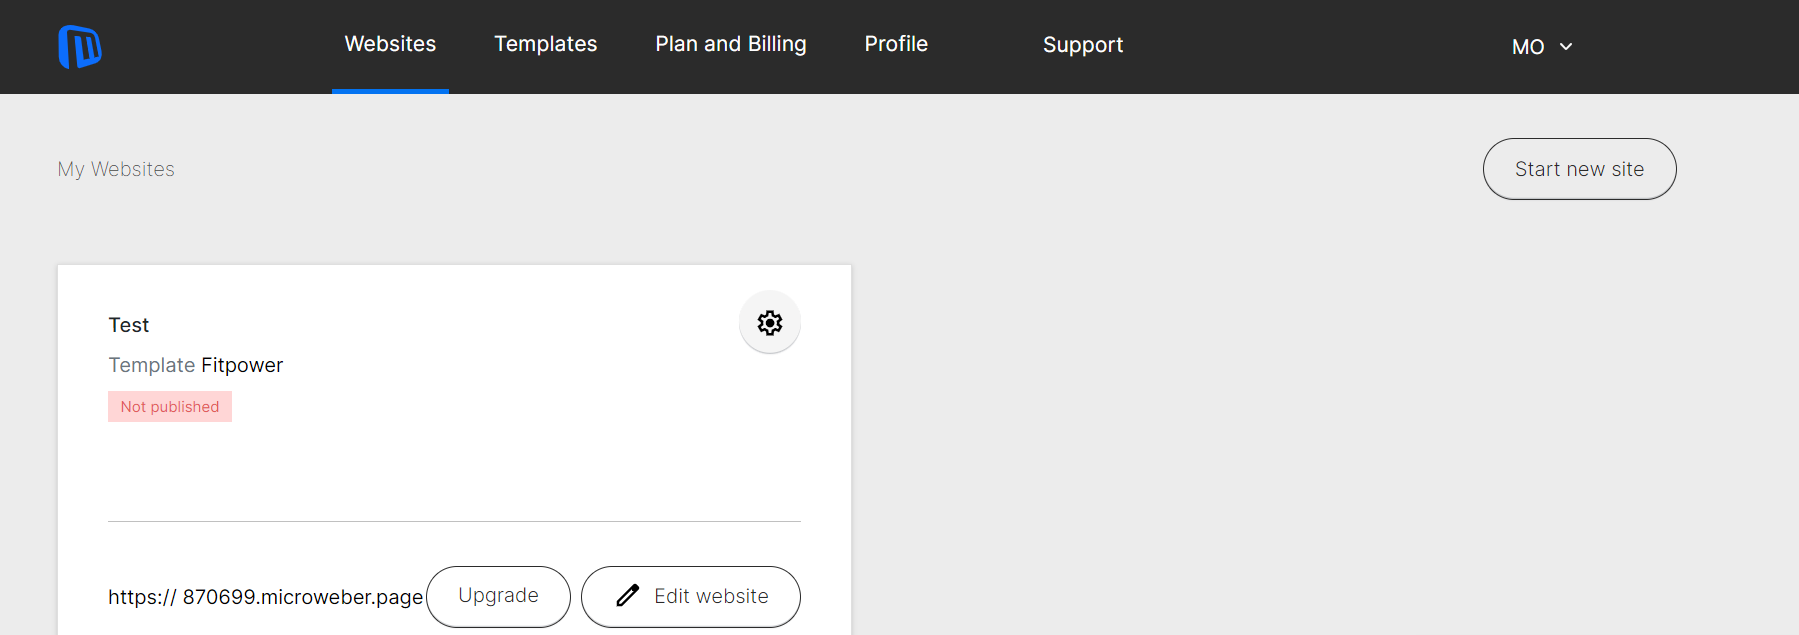 Websites Templates Plan and Billing Profile Support MO
My Websites Start new site
Test
Template Fitpower
Not published
https:// 870699.microweber.page Upgrade Edit website